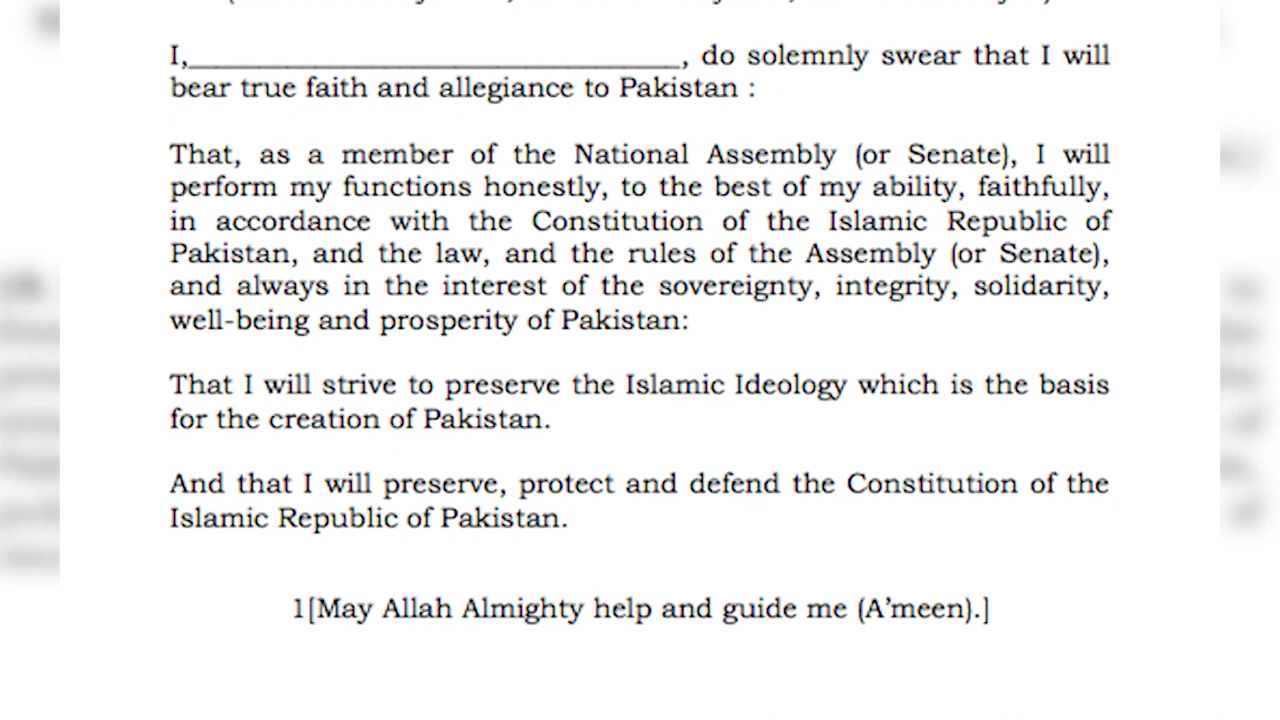 I,_______________________________, do solemnly swear that I will
bear true faith and allegiance to Pakistan :
That, as a member of the National Assembly (or Senate), I will
perform my functions honestly, to the best of my ability, faithfully,
in accordance with the Constitution of the Islamic Republic of
Pakistan, and the law, and the rules of the Assembly (or Senate),
and always in the interest of the sovereignty, integrity, solidarity,
well-being and prosperity of Pakistan:
That I will strive to preserve the Islamic Ideology which is the basis
for the creation of Pakistan.
And that I will preserve, protect and defend the Constitution of the
Islamic Republic of Pakistan.
1[May Allah Almighty help and guide me (A’meen).]